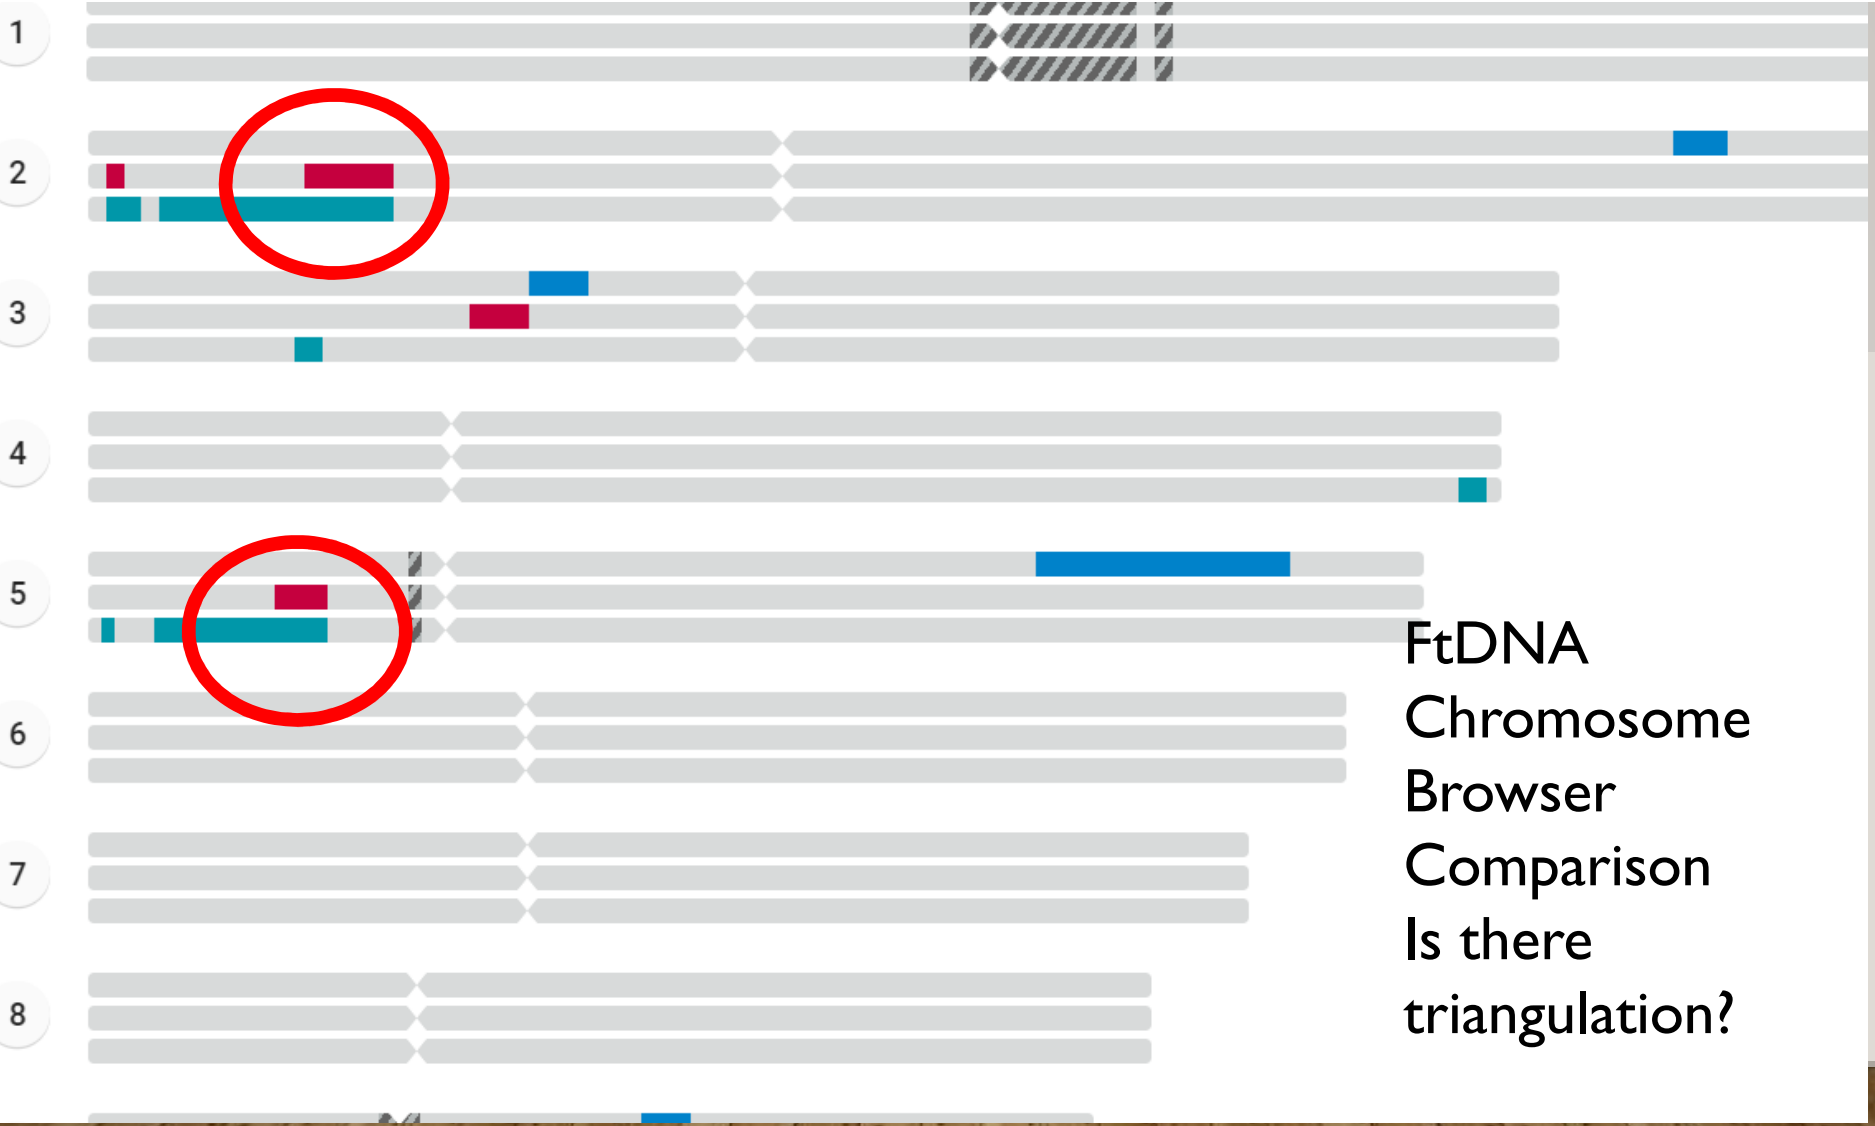 1
2
3
4
5
6
7
8
FtDNA
Chromosome
Browser
Comparison
Is there
triangulation?